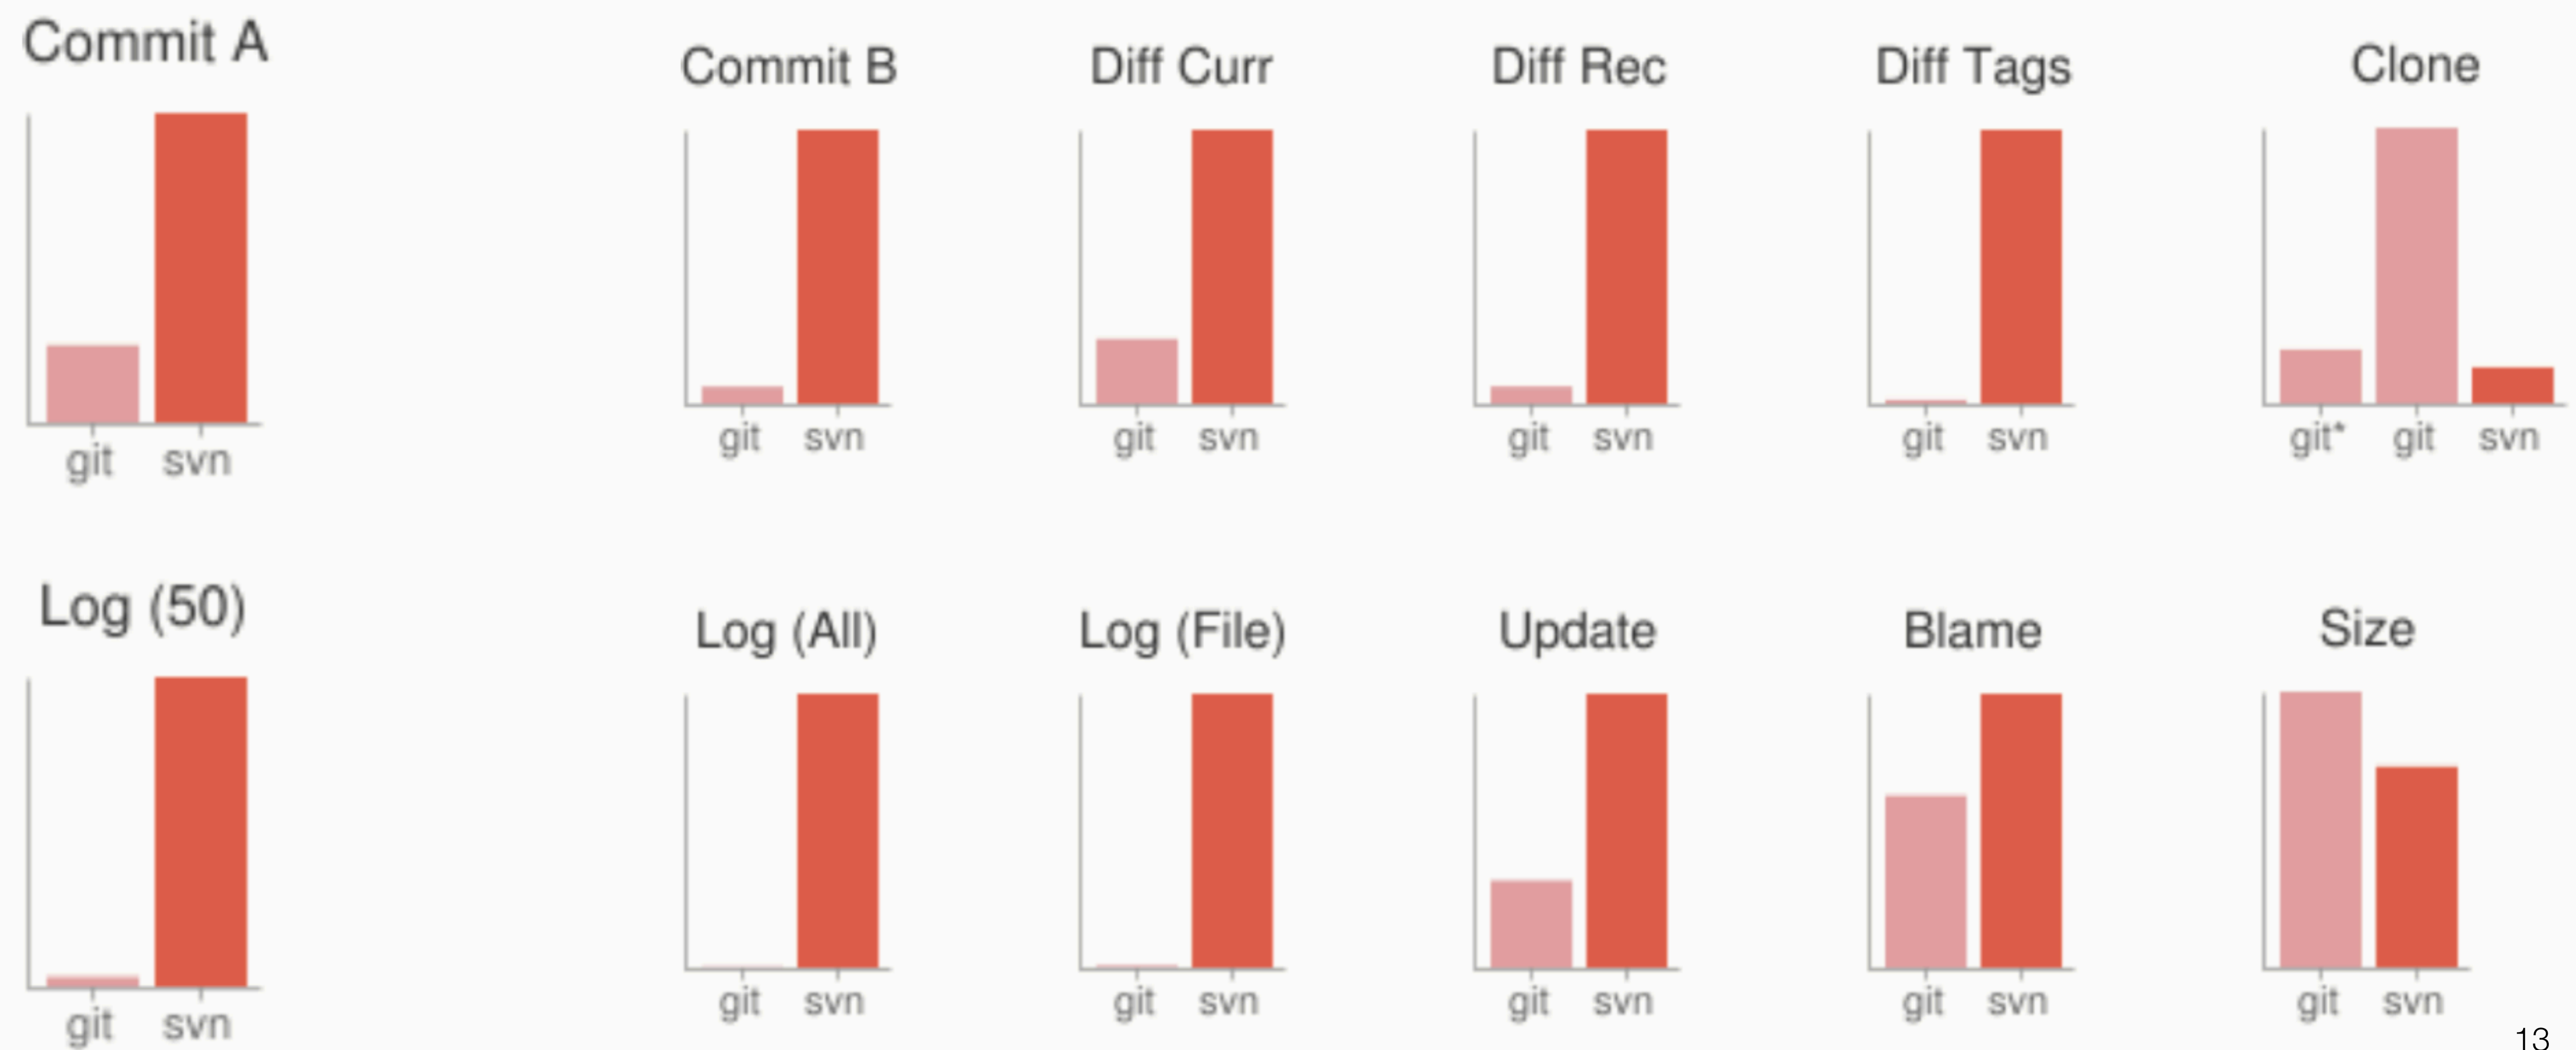 Commit A
git svn
Commit B
git svn
Diff Curr
git svn
Diff Rec
git svn
Diff Tags
git svn
Clone
git* git svn
Log (50)
git svn
Log (All)
git svn
Log (File)
git svn
Update
git svn
Blame
git svn
Size
git svn
13